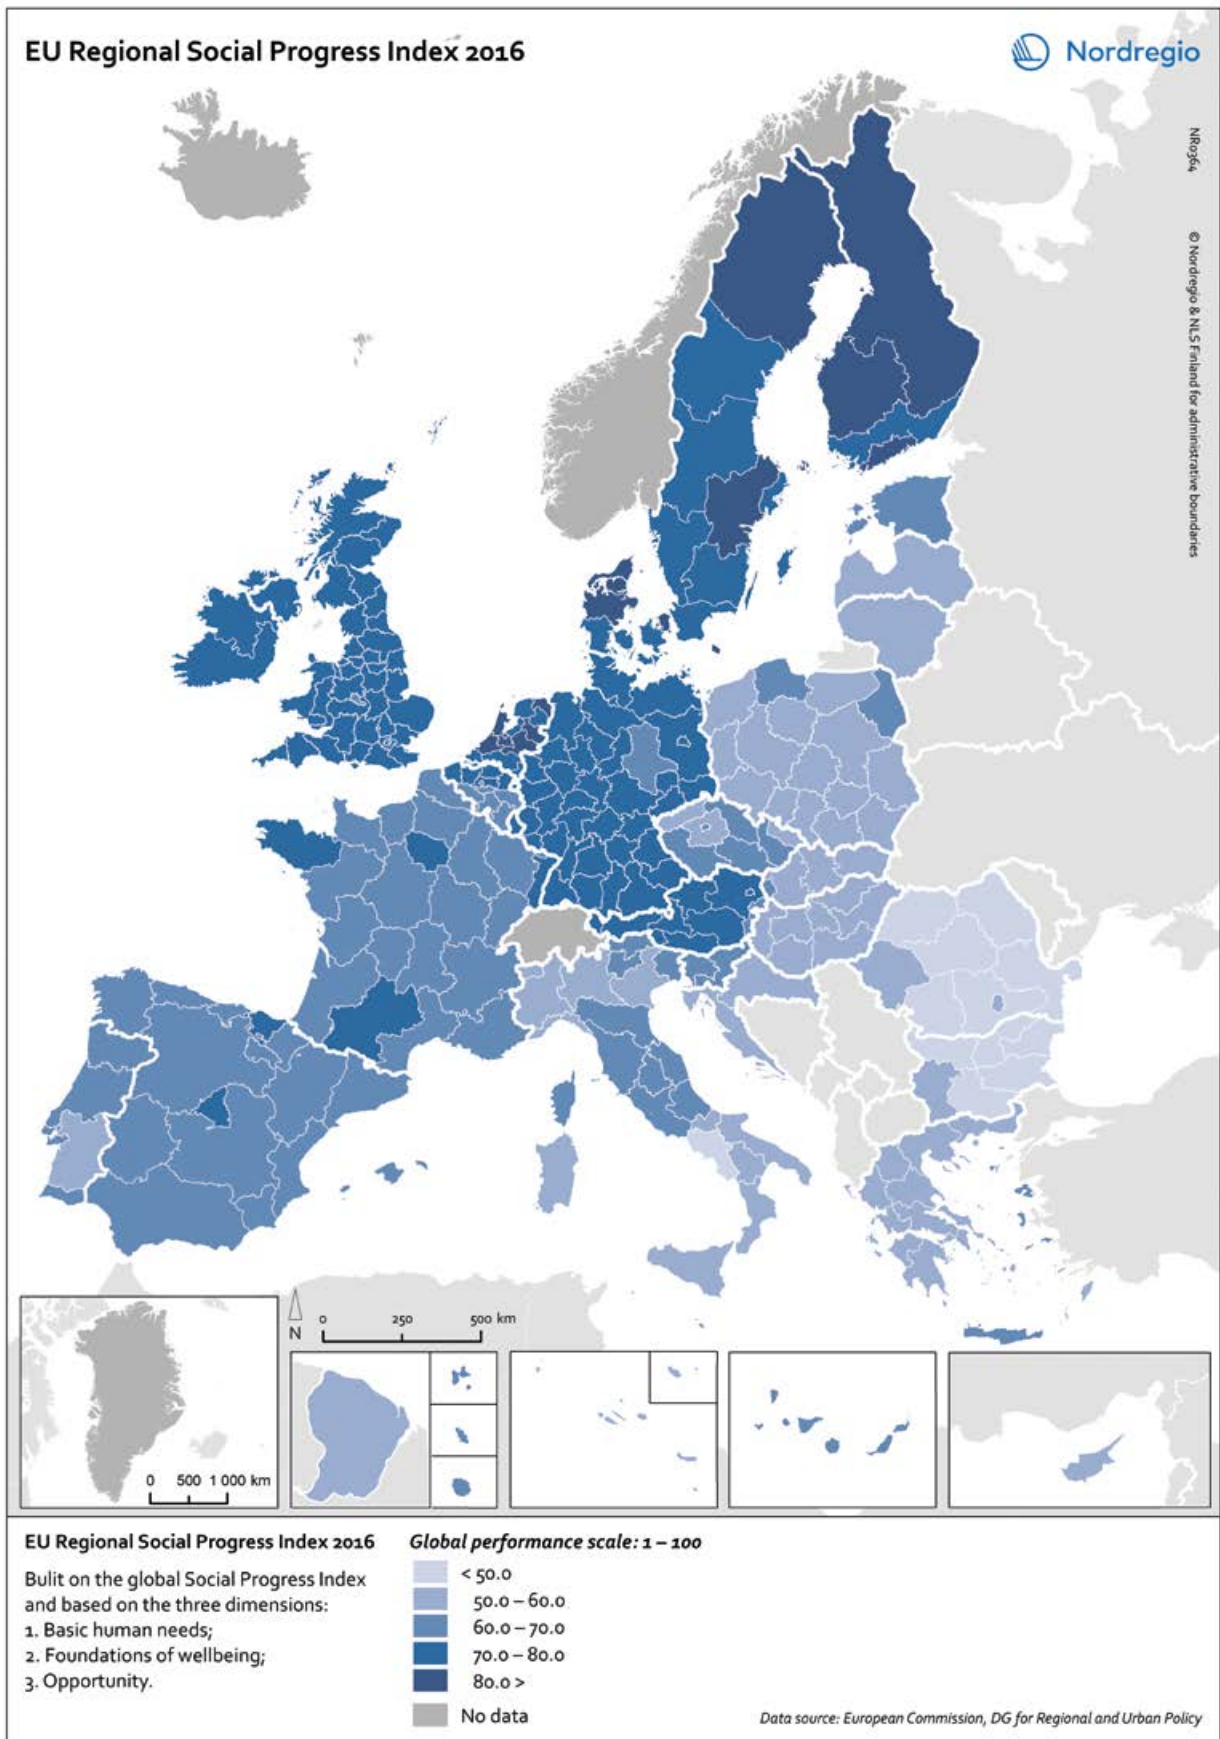 EU Regional Social Progress Index 2016
Nordregio
NR0364
© Nordregio & NLS Finland for administrative boundaries
N
0 250 500 km
0 500 1 000 km
EU Regional Social Progress Index 2016
Bulit on the global Social Progress Index
and based on the three dimensions:
1. Basic human needs;
2. Foundations of wellbeing;
3. Opportunity.
Global performance scale: 1 – 100
< 50.0
50.0 – 60.0
60.0 – 70.0
70.0 – 80.0
80.0 >
No data
Data source: European Commission, DG for Regional and Urban Policy